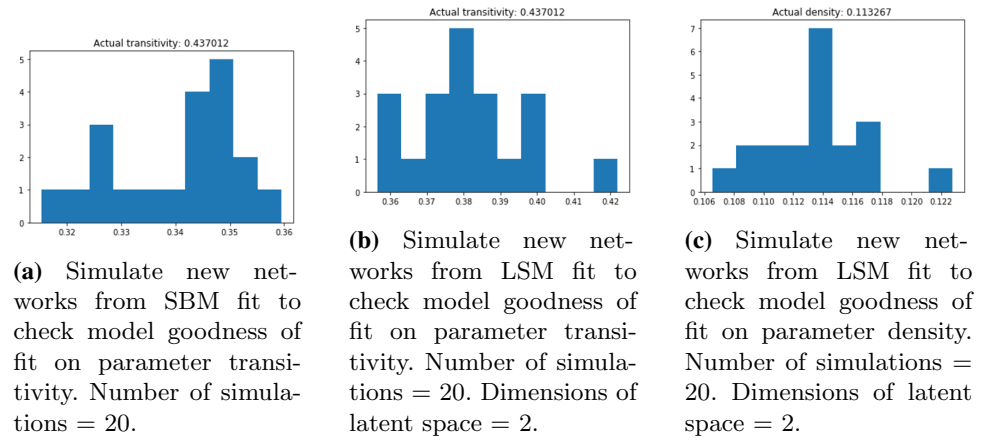 Actual transitivity: 0.437012
5
4
3
2
1
0
0.32 0.33 0.34 0.35 0.36
(a) Simulate new net-
works from SBM fit to
check model goodness of
fit on parameter transi-
tivity. Number of simula-
tions = 20.
Actual transitivity: 0.437012
5
4
3
2
1
0
0.36 0.37 0.38 0.39 0.40 0.41 0.42
(b) Simulate new net-
works from LSM fit to
check model goodness of
fit on parameter transi-
tivity. Number of simula-
tions = 20. Dimensions of
latent space = 2.
Actual density: 0.113267
7
6
5
4
3
2
1
0
0.106 0.108 0.110 0.112 0.114 0.116 0.118 0.120 0.122
(c) Simulate new net-
works from LSM fit to
check model goodness of
fit on parameter density.
Number of simulations =
20. Dimensions of latent
space = 2.